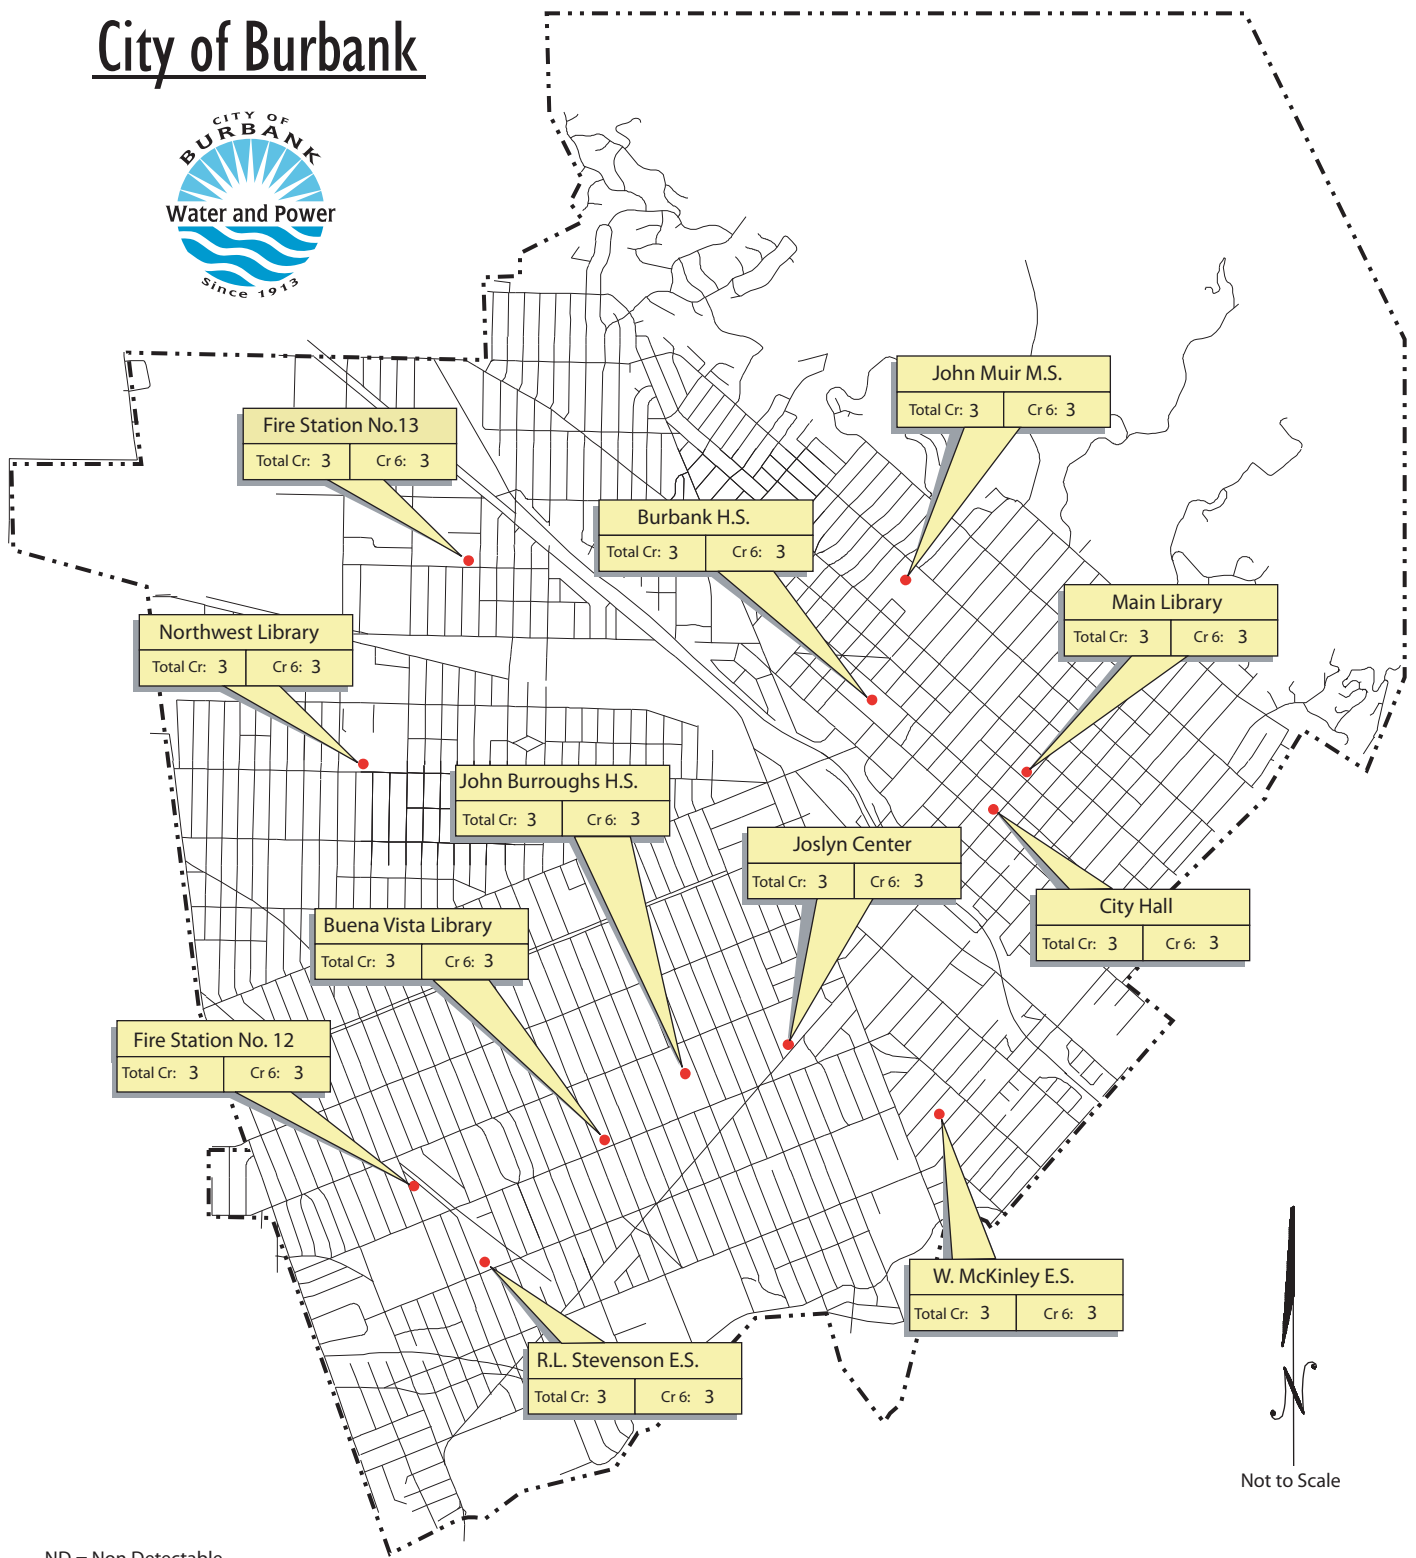 City of Burbank
CITY OF
BURBANK
Water and Power
Since 1913
John Muir M.S.
Total Cr: 3 Cr 6: 3
Fire Station No.13
Total Cr: 3 Cr 6: 3
Burbank H.S.
Total Cr: 3 Cr 6: 3
Main Library
Total Cr: 3 Cr 6: 3
Northwest Library
Total Cr: 3 Cr 6: 3
John Burroughs H.S.
Total Cr: 3 Cr 6: 3
Joslyn Center
Total Cr: 3 Cr 6: 3
City Hall
Total Cr: 3 Cr 6: 3
Buena Vista Library
Total Cr: 3 Cr 6: 3
Fire Station No. 12
Total Cr: 3 Cr 6: 3
W. McKinley E.S.
Total Cr: 3 Cr 6: 3
R.L. Stevenson E.S.
Total Cr: 3 Cr 6: 3
N
Not to Scale
ND = Non Detectable